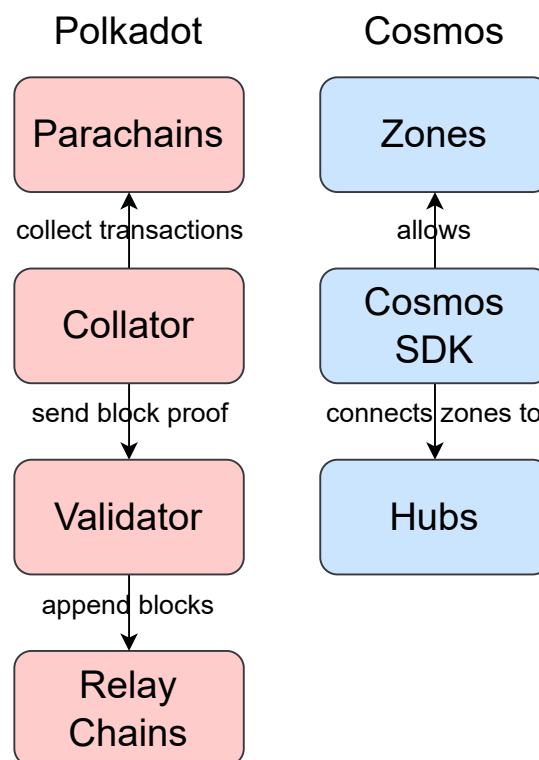 Polkadot
Parachains
collect transactions
Collator
send block proof
Validator
append blocks
Relay
Chains
Cosmos
Zones
allows
Cosmos
SDK
connects zones to
Hubs